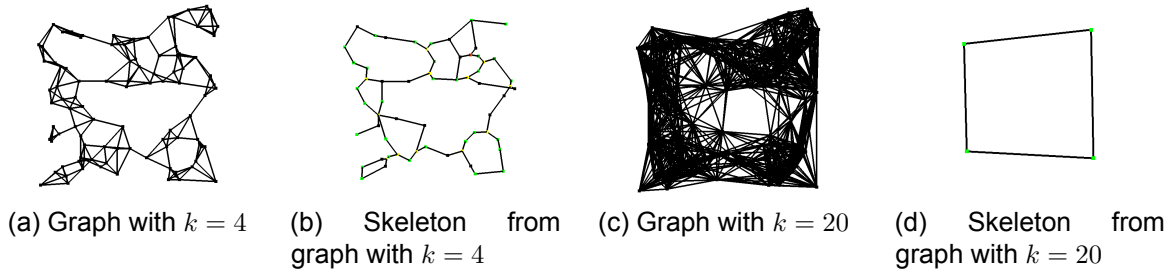 (a) Graph with k = 4
(b) Skeleton from
graph with k = 4
(c) Graph with k = 20
(d) Skeleton from
graph with k = 20